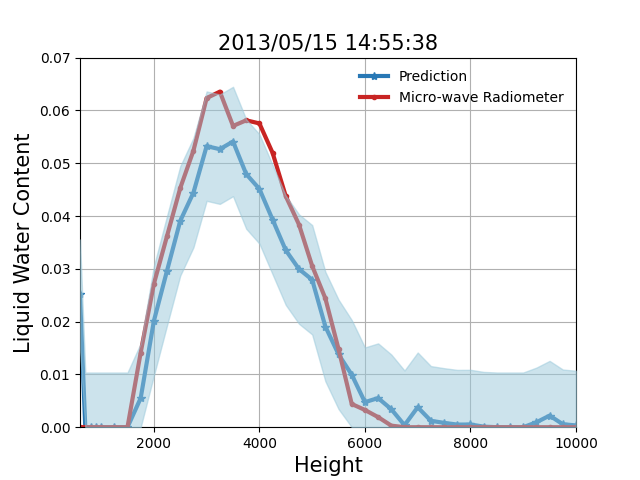 2013/05/15 14:55:38
Prediction
Micro-wave Radiometer
Liquid Water Content
0.07
0.06
0.05
0.04
0.03
0.02
0.01
0.00
2000 4000 6000 8000 10000
Height